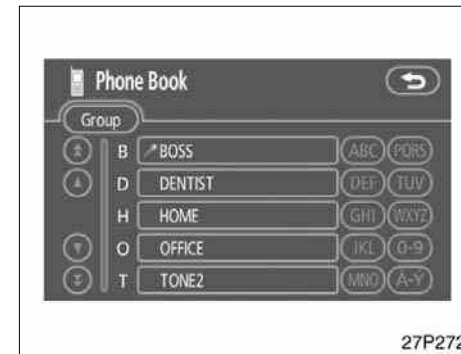 Phone Book
Group
B BOSS ABC PQRS
D DENTIST DEF TUV
H HOME GHI WXYZ
O OFFICE JKL 0-9
T TONE2 MNO A-Y
27P272